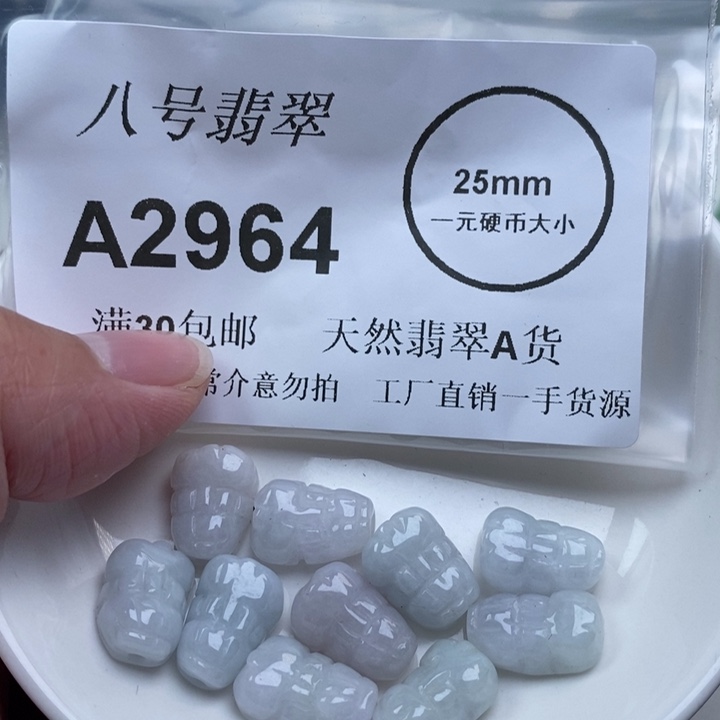 八号翡翠
25mm
一元硬币大小
A2964
满30包邮 天然翡翠A货
常介意勿拍 工厂直销一手货源